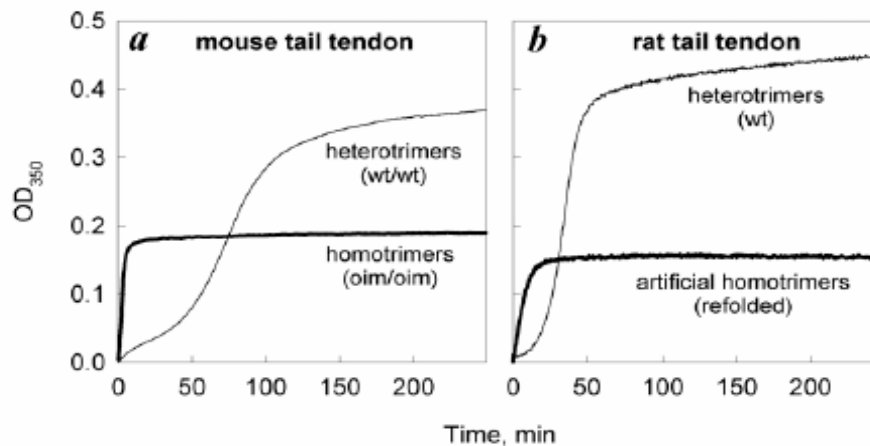 a mouse tail tendon
b rat tail tendon
OD350
0.5
0.4
0.3
0.2
0.1
0.0
heterotrimers
(wt/wt)
homotrimers
(oim/oim)
heterotrimers
(wt)
artificial homotrimers
(refolded)
0 50 100 150 200
0 50 100 150 200
Time, min